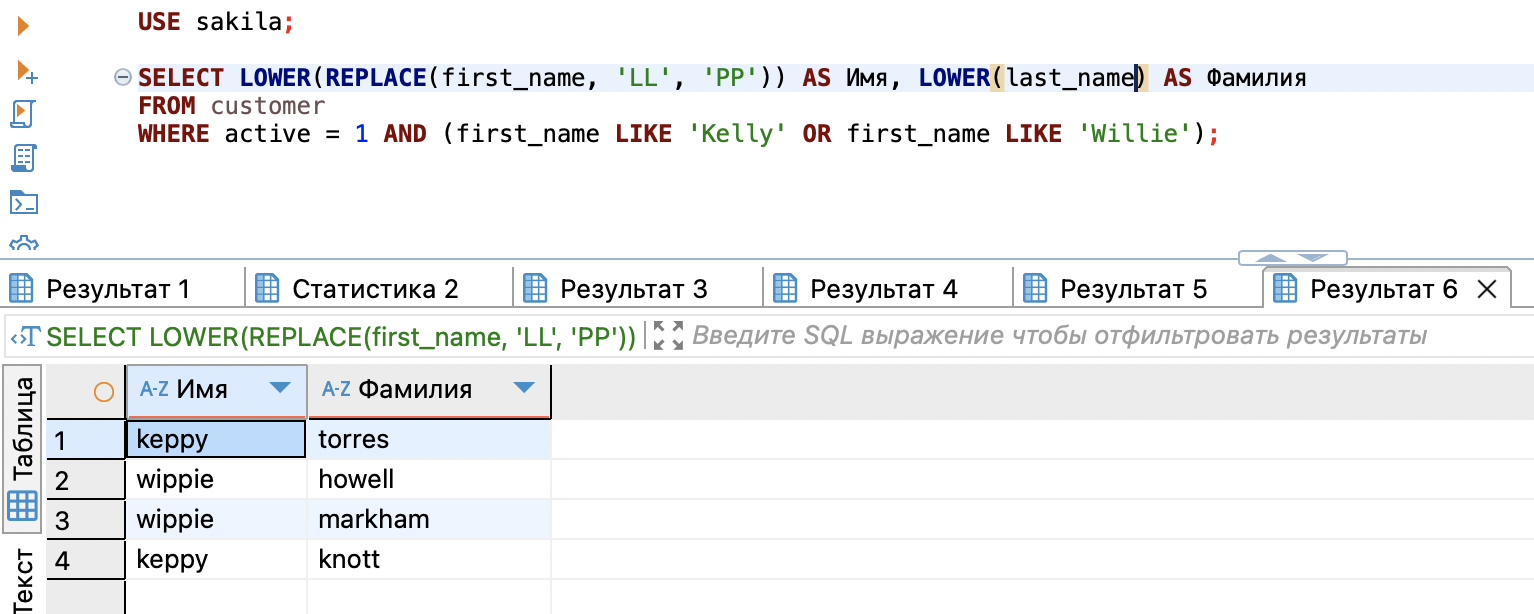 USE sakila;
SELECT LOWER(REPLACE(first_name, 'LL', 'PP')) AS Имя, LOWER(last_name) AS Фамилия
FROM customer
WHERE active = 1 AND (first_name LIKE 'Kelly' OR first_name LIKE 'Willie');
Результат 1
Статистика 2
Результат 3
Результат 4
Результат 5
Результат 6
SELECT LOWER(REPLACE(first_name, 'LL', 'PP'))
Введите SQL выражение чтобы отфильтровать результаты
Таблица
Текст
A-Z Имя A-Z Фамилия
1 keppy torres
2 wippie howell
3 wippie markham
4 keppy knott